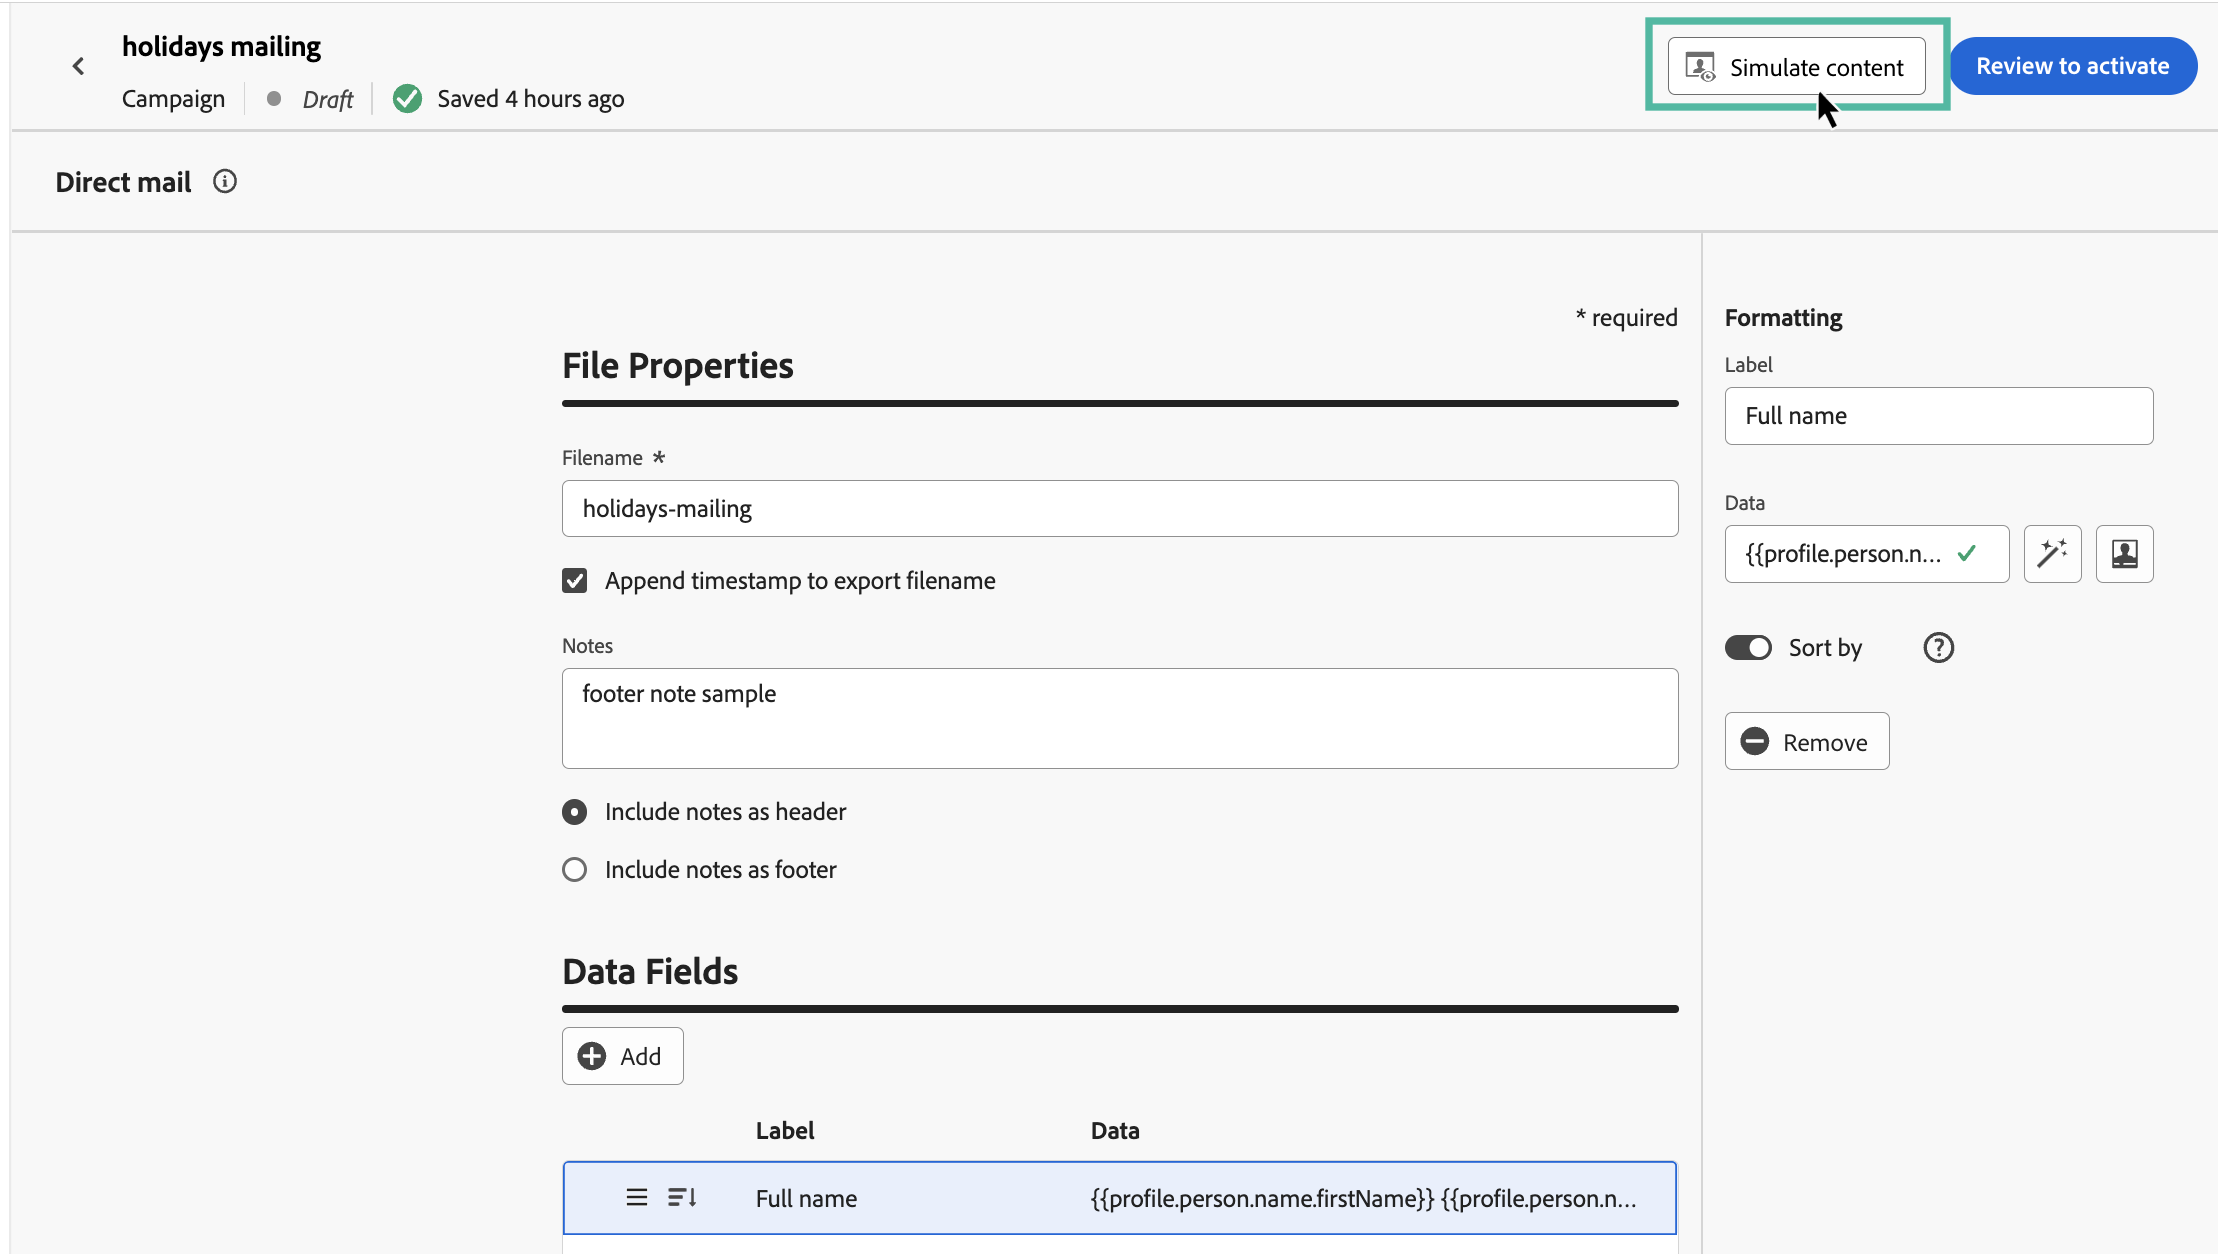 holidays mailing
Campaign Draft Saved 4 hours ago
Simulate content
Review to activate
Direct mail
* required
File Properties
Filename *
holidays-mailing
Append timestamp to export filename
Notes
footer note sample
Include notes as header
Include notes as footer
Data Fields
Add
Label Data
Full name {{profile.person.name.firstName}} {{profile.person.n...
Formatting
Label
Full name
Data
{{profile.person.n...
Sort by
Remove